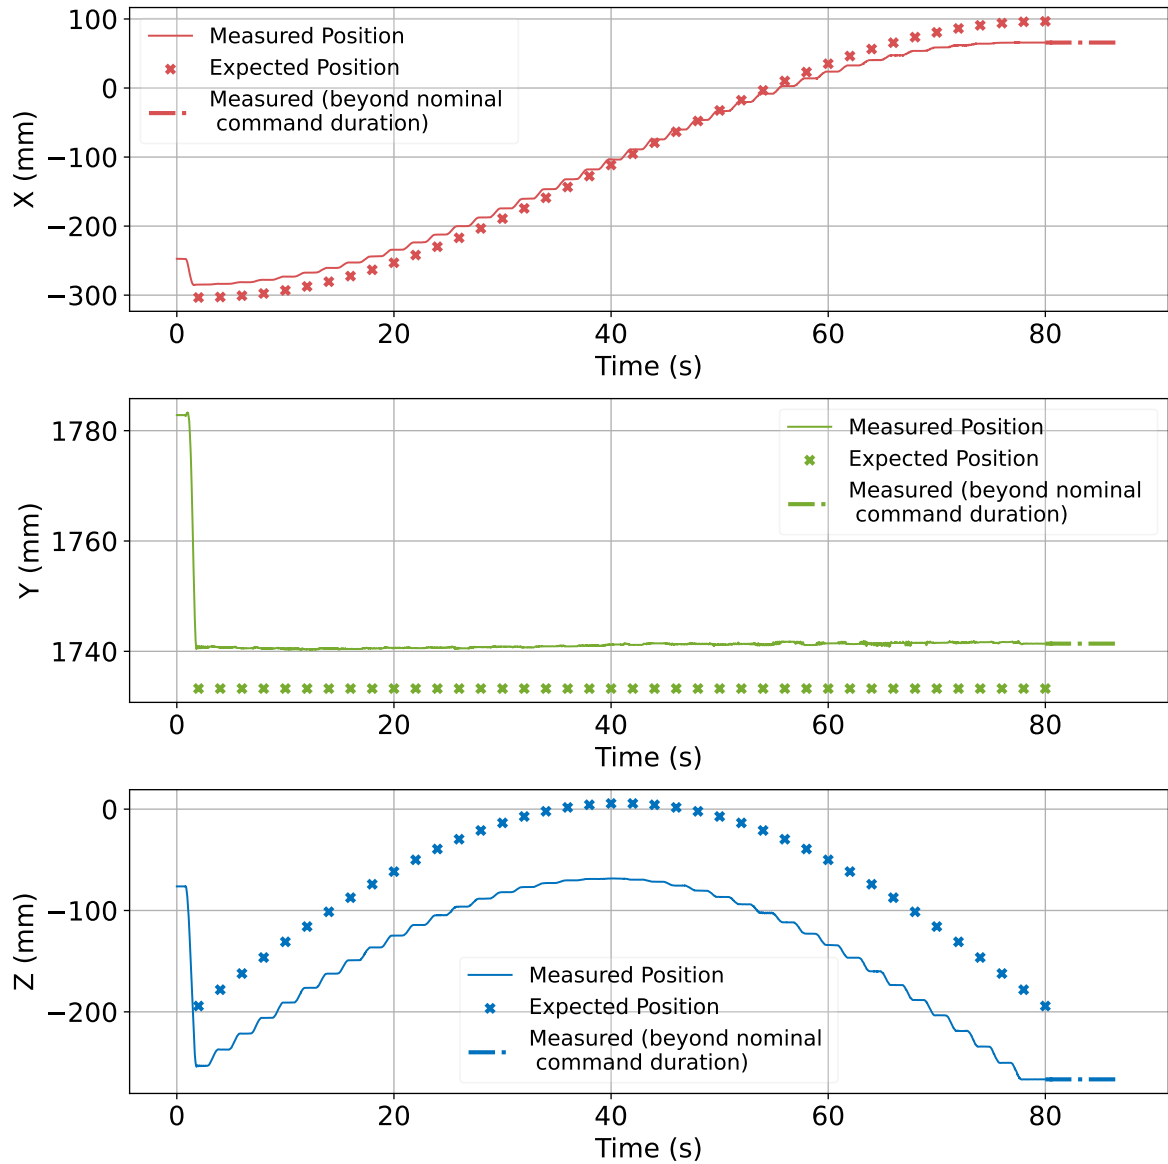 100
0
−100
−200
−300
X (mm)
Measured Position
Expected Position
Measured (beyond nominal
command duration)
0 20 40 60 80
Time (s)
1780
1760
1740
Y (mm)
Measured Position
Expected Position
Measured (beyond nominal
command duration)
0 20 40 60 80
Time (s)
0
−100
−200
Z (mm)
Measured Position
Expected Position
Measured (beyond nominal
command duration)
0 20 40 60 80
Time (s)